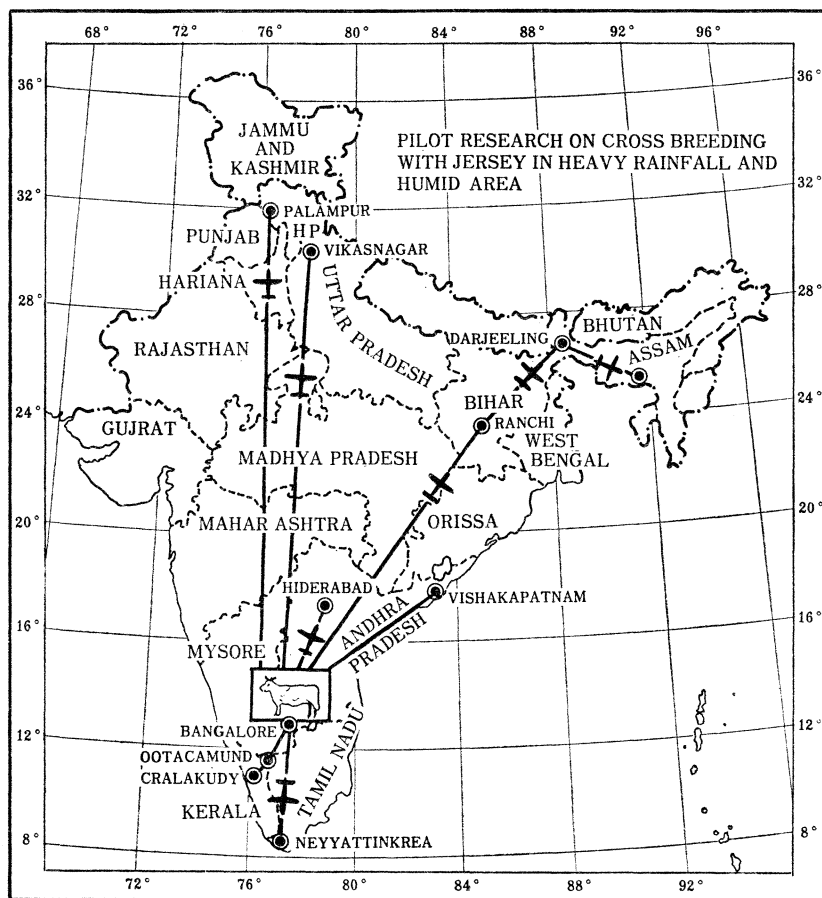 68° 72° 76° 80° 84° 88° 92° 96°
36° 36°
JAMMU
AND
KASHMIR
PILOT RESEARCH ON CROSS BREEDING
WITH JERSEY IN HEAVY RAINFALL AND
HUMID AREA
32° 32°
PALAMPUR
HP
PUNJAB
VIKASNAGAR
HARIANA
UTTAR PRADESH
28° 28°
BHUTAN
DARJEELING
ASSAM
RAJASTHAN
BIHAR
24° 24°
RANCHI
GUJRAT
WEST
BENGAL
MADHYA PRADESH
20° 20°
MAHAR ASHTRA
ORISSA
HIDERABAD
VISHAKAPATNAM
ANDHRA
PRADESH
16° 16°
MYSORE
12° 12°
BANGALORE
TAMIL NADU
OOTACAMUND
CRALAKUDY
KERALA
8° 8°
NEYYATTINKREA
72° 76° 80° 84° 88° 92°